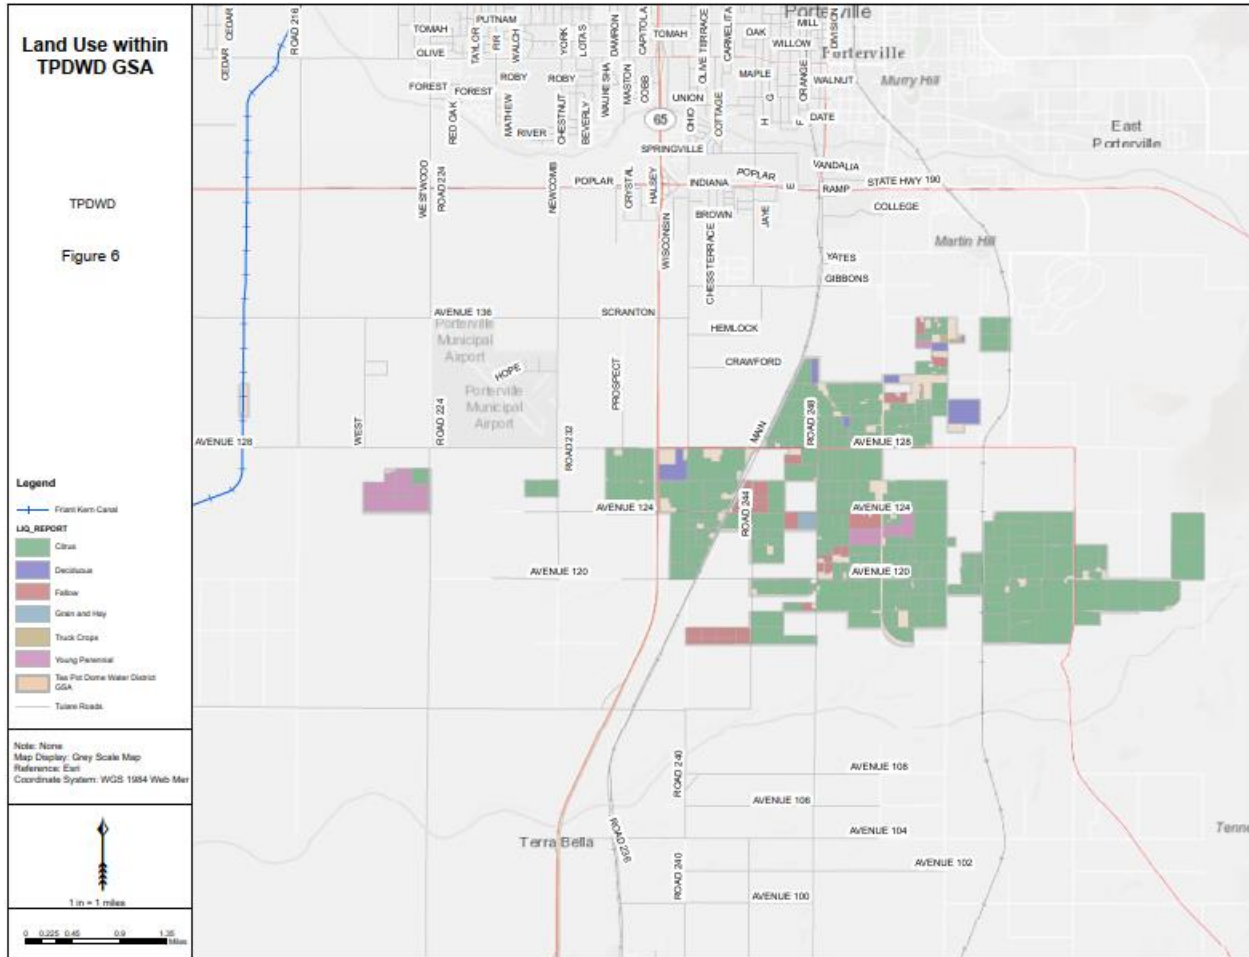 Land Use within
TPDWD GSA
TPDWD
Figure 6
Legend
Friant Kern Canal
LIQ_REPORT
Citrus
Deciduous
Fallow
Grain and Hay
Truck Crops
Young Perennial
Tea Pot Dome Water District
GSA
Tulare Roads
Note: None
Map Display: Grey Scale Map
Reference: Esri
Coordinate System: WGS 1984 Web Mer
1 in = 1 miles
0 0.225 0.45 0.9 1.35
Miles
CEDAR
CEDAR
ROAD 216
TOMAH
PUTNAM
OLIVE
TAYLOR
FIR
WALCH
YORK
LOTAS
DAMRON
CAPITOLA
TOMAH
OLIVE TERRACE
CARMELITA
OAK
Porterville
MILL
WILLOW
DIVISION
Porterville
FOREST
FOREST
ROBY
ROBY
WAUKESHA
MASTON
COBB
MAPLE
ORANGE
WALNUT
Murry Hill
RED OAK
MATHEW
RIVER
CHESTNUT
BEVERLY
65
UNION
OHIO
COTTAGE
H
G
F
DATE
East
Porterville
SPRINGVILLE
VANDALIA
WESTWOOD
ROAD 224
NEWCOMB
POPLAR
CRYSTAL
HALSEY
INDIANA
POPLAR
E
RAMP
STATE HWY 190
COLLEGE
WISCONSIN
BROWN
JAYE
CHESS TERRACE
Martin Hill
YATES
GIBBONS
AVENUE 136
SCRANTON
HEMLOCK
Porterville
Municipal
Airport
CRAWFORD
HOPE
PROSPECT
Porterville
Municipal
Airport
WEST
ROAD 224
ROAD 232
MAIN
ROAD 248
AVENUE 128
AVENUE 128
AVENUE 124
ROAD 244
AVENUE 124
AVENUE 120
AVENUE 120
ROAD 240
AVENUE 108
AVENUE 106
Terra Bella
ROAD 236
AVENUE 104
Tenne
ROAD 240
AVENUE 102
AVENUE 100